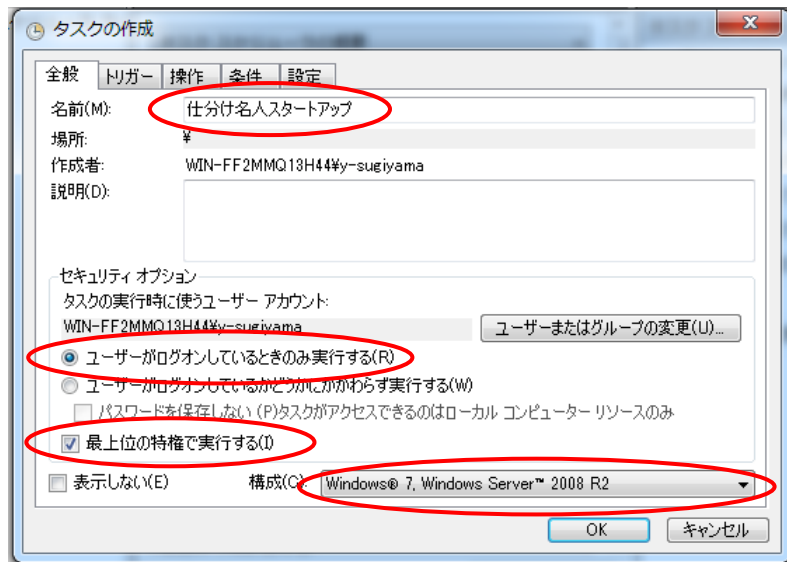 タスクの作成
全般 トリガー 操作 条件 設定
名前(M): 仕分け名人スタートアップ
場所: ¥
作成者: WIN-FF2MMQ13H44¥y-sugiyama
説明(D):
セキュリティ オプション
タスクの実行時に使うユーザー アカウント:
WIN-FF2MMQ13H44¥y-sugiyama ユーザーまたはグループの変更(U)...
ユーザーがログオンしているときのみ実行する(R)
ユーザーがログオンしているかどうかにかかわらず実行する(W)
パスワードを保存しない (P)タスクがアクセスできるのはローカル コンピューター リソースのみ
最上位の特権で実行する(I)
表示しない(E) 構成(C): Windows® 7, Windows Server™ 2008 R2
OK キャンセル